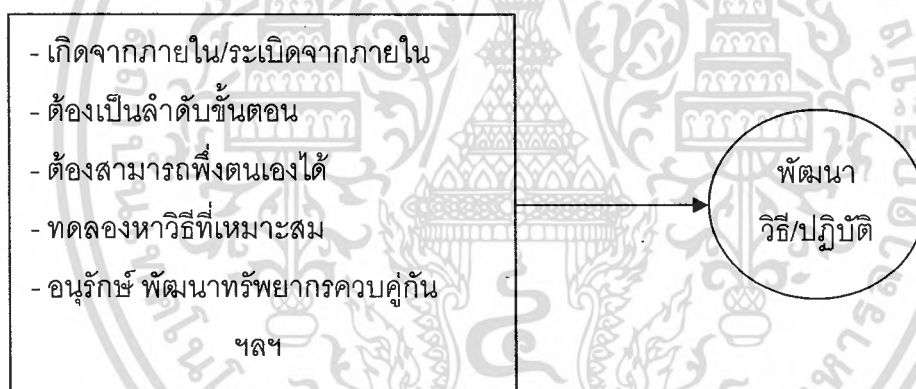 - เกิดจากภายใน/ระเบิดจากภายใน
- ต้องเป็นลำดับขั้นตอน
- ต้องสามารถพึ่งตนเองได้
- ทดลองหาวิธีที่เหมาะสม
- อนุรักษ์ พัฒนาทรัพยากรควบคู่กัน
ฯลฯ
พัฒนา
วิธี/ปฏิบัติ